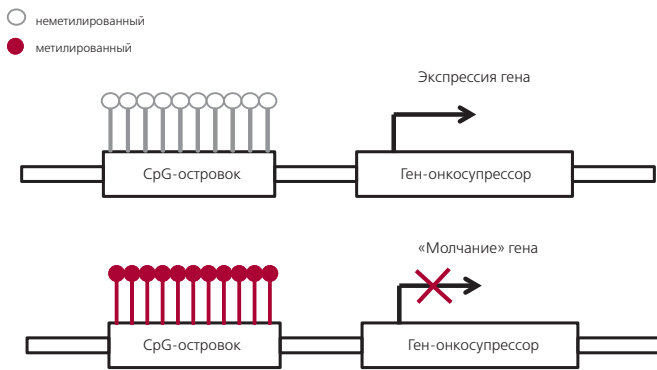 неметилированный
метилированный
Экспрессия гена
CpG-островок
Ген-онкосупрессор
«Молчание» гена
CpG-островок
Ген-онкосупрессор